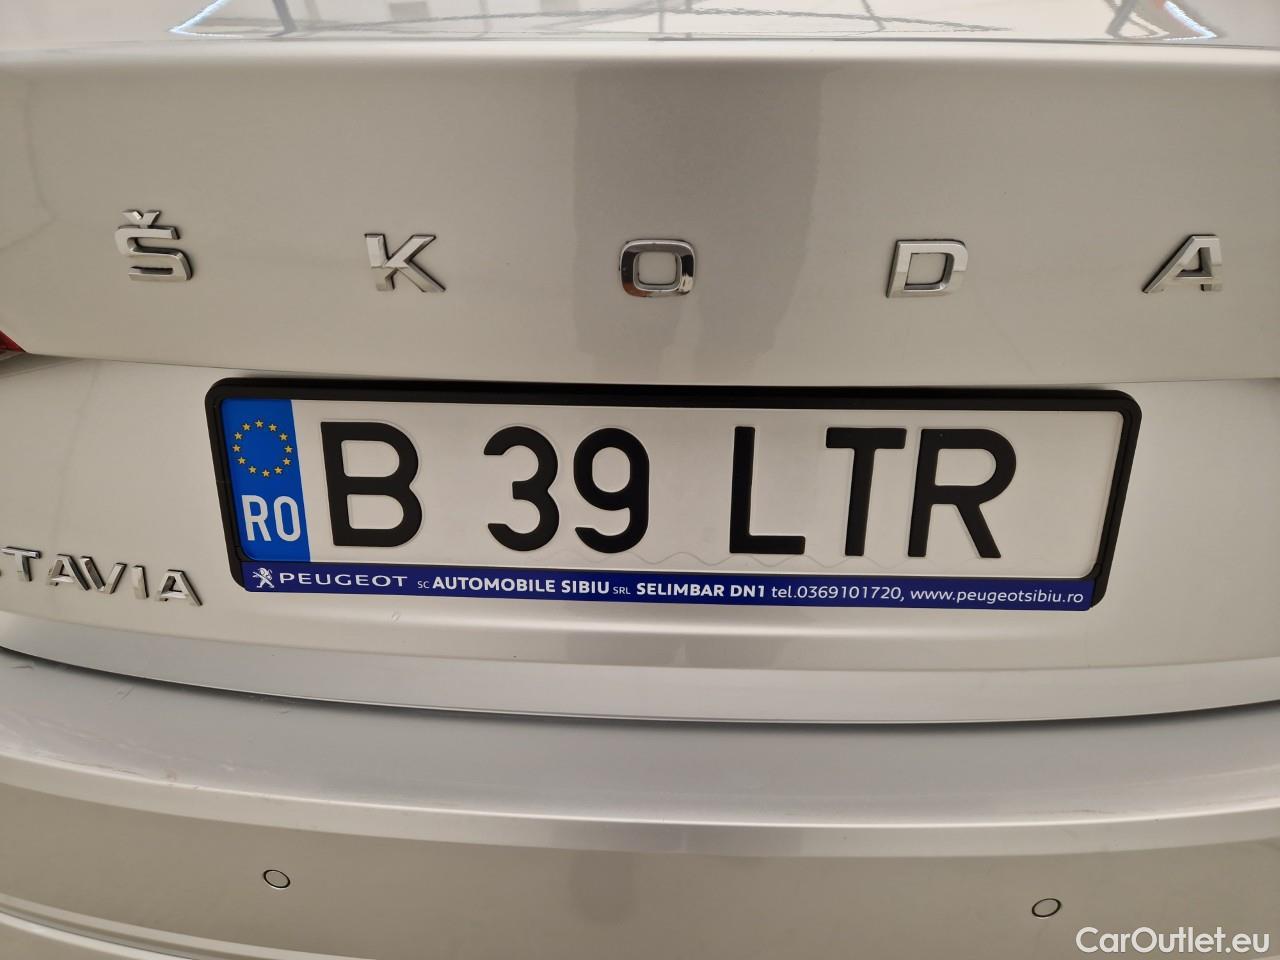 ŠKODA
RO B 39 LTR
TAVIA
PEUGEOT SC AUTOMOBILE SIBIU SRL SELIMBAR DN1 tel.0369101720, www.peugeotsibiu.ro
CarOutlet.eu